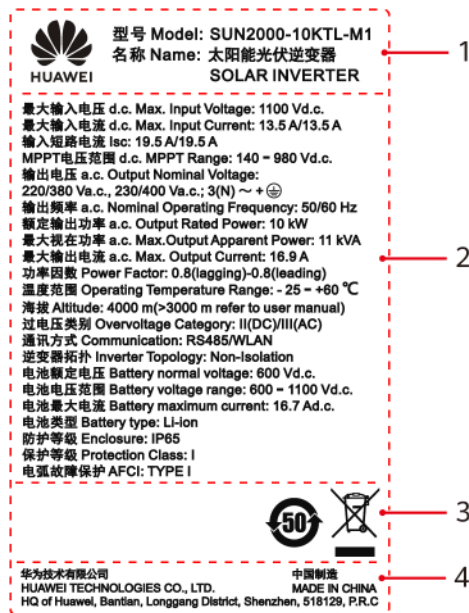 HUAWEI
型号 Model: SUN2000-10KTL-M1
名称 Name: 太阳能光伏逆变器
SOLAR INVERTER
1
最大输入电压 d.c. Max. Input Voltage: 1100 Vd.c.
最大输入电流 d.c. Max. Input Current: 13.5 A/13.5 A
输入短路电流 Isc: 19.5 A/19.5 A
MPPT电压范围 d.c. MPPT Range: 140 - 980 Vd.c.
输出电压 a.c. Output Nominal Voltage:
220/380 Va.c., 230/400 Va.c.; 3(N) ~ + ⏚
输出频率 a.c. Nominal Operating Frequency: 50/60 Hz
额定输出功率 a.c. Output Rated Power: 10 kW
最大视在功率 a.c. Max.Output Apparent Power: 11 kVA
最大输出电流 a.c. Max. Output Current: 16.9 A
功率因数 Power Factor: 0.8(lagging)-0.8(leading)
温度范围 Operating Temperature Range: - 25 - +60 ℃
海拔 Altitude: 4000 m(>3000 m refer to user manual)
过电压类别 Overvoltage Category: II(DC)/III(AC)
通讯方式 Communication: RS485/WLAN
逆变器拓扑 Inverter Topology: Non-Isolation
电池额定电压 Battery normal voltage: 600 Vd.c.
电池电压范围 Battery voltage range: 600 - 1100 Vd.c.
电池最大电流 Battery maximum current: 16.7 Ad.c.
电池类型 Battery type: Li-ion
防护等级 Enclosure: IP65
保护等级 Protection Class: I
电弧故障保护 AFCI: TYPE I
2
50
3
华为技术有限公司 中国制造
HUAWEI TECHNOLOGIES CO., LTD. MADE IN CHINA
HQ of Huawei, Bantian, Longgang District, Shenzhen, 518129, P.R.C
4